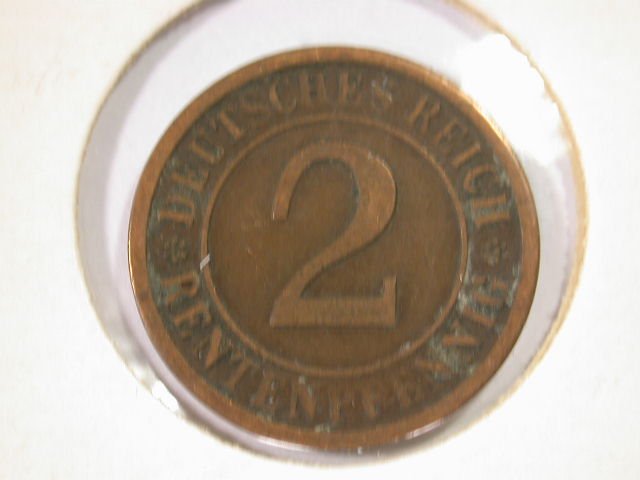 DEUTSCHES REICH
2
RENTENPFENNIG